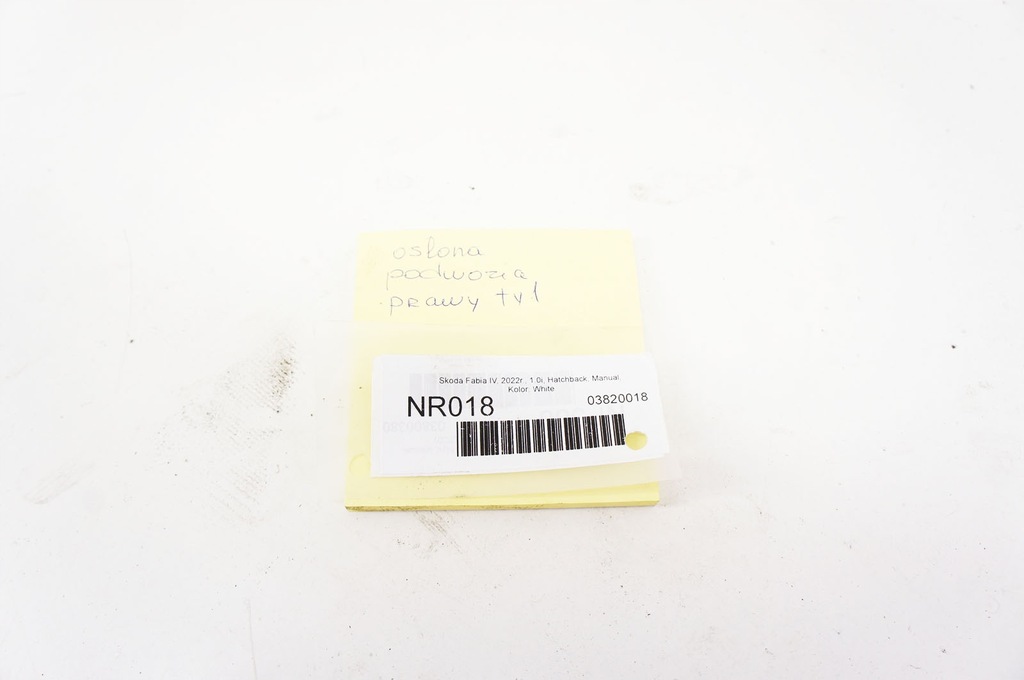 osłona
podwozia
prawy tył
Skoda Fabia IV, 2022r., 1.0i, Hatchback, Manual,
Kolor: White
NR018
03820018